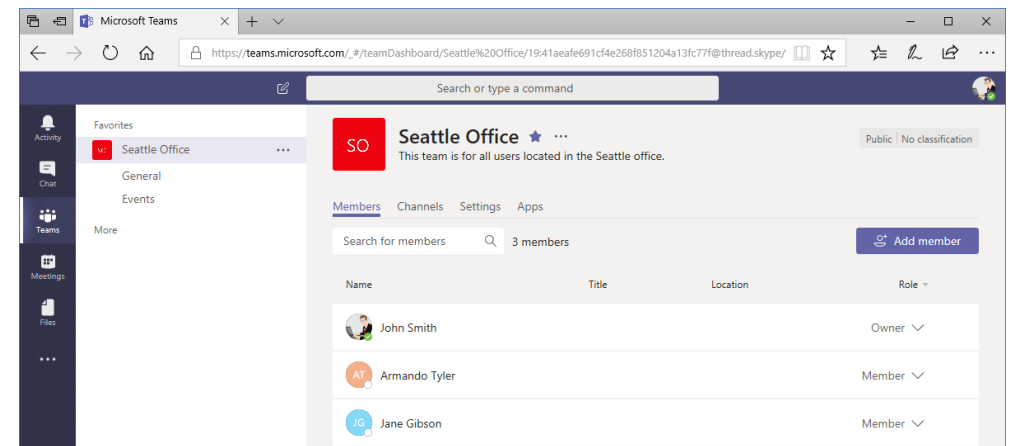 Microsoft Teams
https://teams.microsoft.com/_#/teamDashboard/Seattle%20Office/19:41aeafe691cf4e268f851204a13fc77f@thread.skype/
Search or type a command
Activity
Chat
Teams
Meetings
Files
Favorites
Seattle Office
General
Events
More
SO
Seattle Office
This team is for all users located in the Seattle office.
Public No classification
Members Channels Settings Apps
Search for members 3 members Add member
Name Title Location Role
John Smith Owner
AT Armando Tyler Member
JG Jane Gibson Member